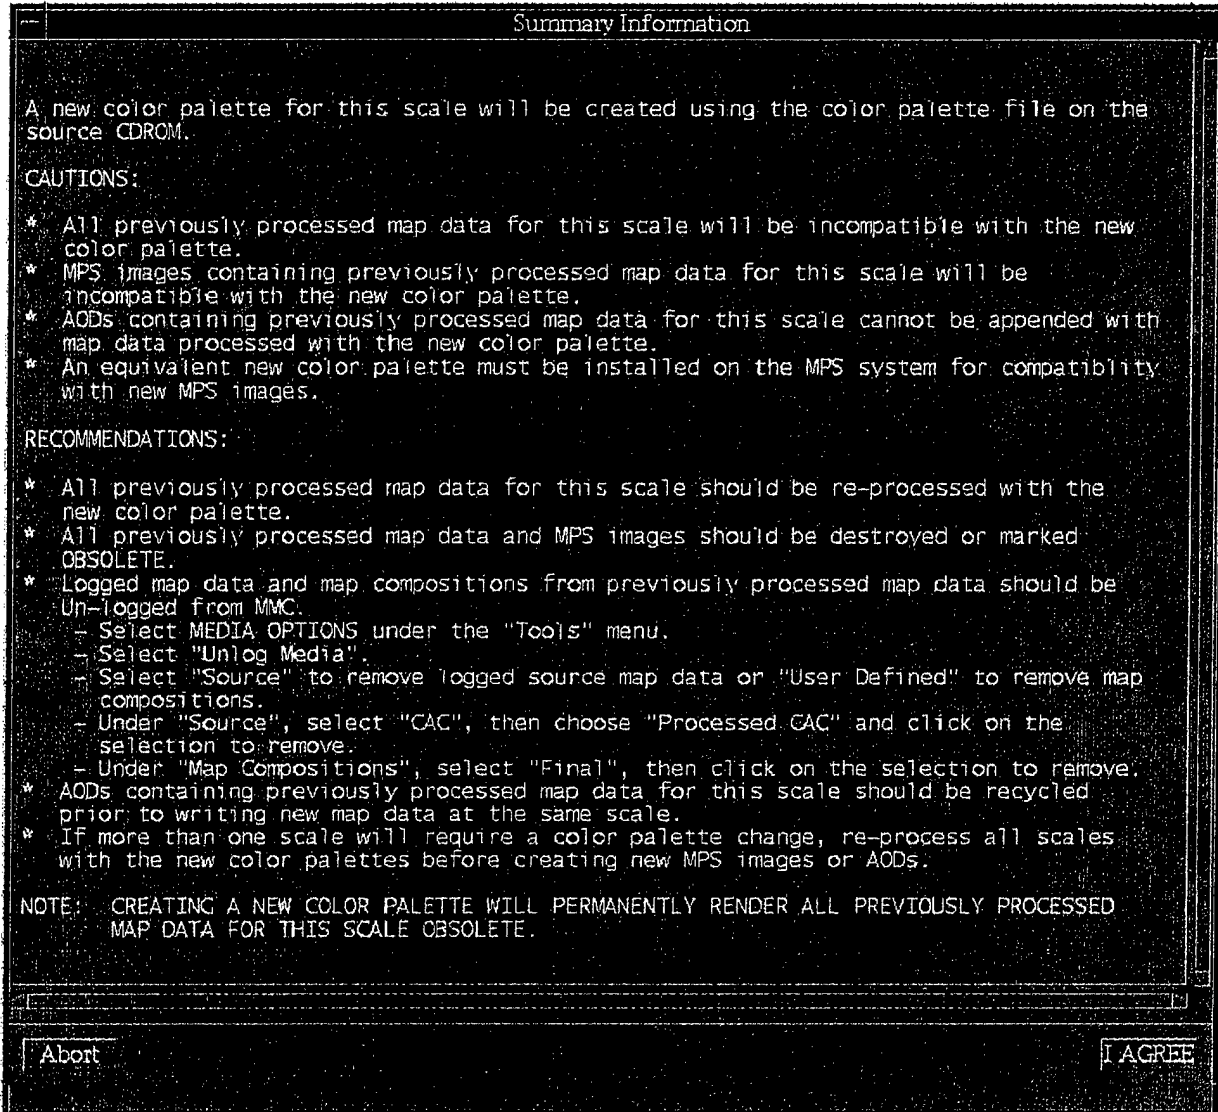 Summary Information
A new color palette for this scale will be created using the color palette file on the
source CDROM.
CAUTIONS:
* All previously processed map data for this scale will be incompatible with the new
color palette.
* MPS images containing previously processed map data for this scale will be
incompatible with the new color palette.
* AODs containing previously processed map data for this scale cannot be appended with
map data processed with the new color palette.
* An equivalent new color palette must be installed on the MPS system for compatiblity
with new MPS images.
RECOMMENDATIONS:
* All previously processed map data for this scale should be re-processed with the
new color palette.
* All previously processed map data and MPS images should be destroyed or marked
OBSOLETE.
* Logged map data and map compositions from previously processed map data should be
Un-logged from MMC.
- Select MEDIA OPTIONS under the "Tools" menu.
- Select "Unlog Media".
- Select "Source" to remove logged source map data or "User Defined" to remove map
compositions.
- Under "Source", select "CAC", then choose "Processed CAC" and click on the
selection to remove.
- Under "Map Compositions", select "Final", then click on the selection to remove.
* AODs containing previously processed map data for this scale should be recycled
prior to writing new map data at the same scale.
* If more than one scale will require a color palette change, re-process all scales
with the new color palettes before creating new MPS images or AODs.
NOTE: CREATING A NEW COLOR PALETTE WILL PERMANENTLY RENDER ALL PREVIOUSLY PROCESSED
MAP DATA FOR THIS SCALE OBSOLETE.
Abort I AGREE